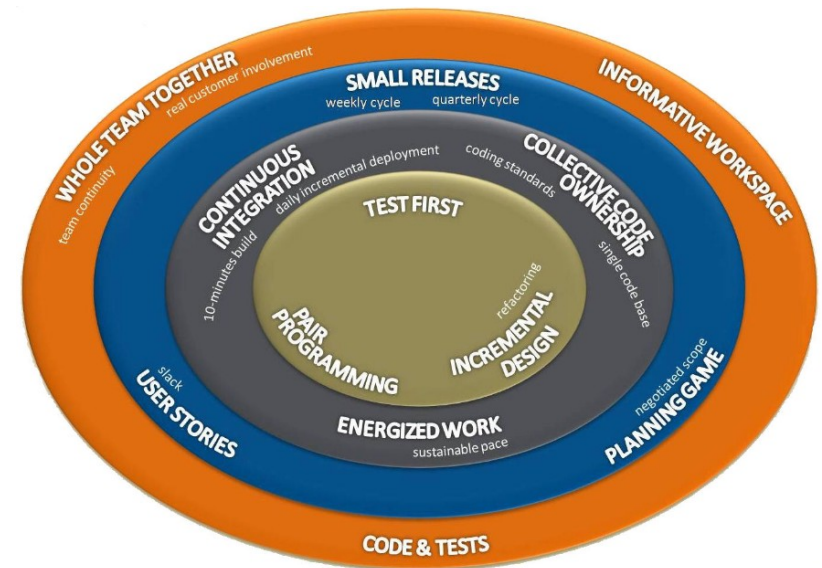 WHOLE TEAM TOGETHER
real customer involvement
team continuity
INFORMATIVE WORKSPACE
SMALL RELEASES
weekly cycle
quarterly cycle
CONTINUOUS
INTEGRATION
daily incremental deployment
10-minutes build
coding standards
COLLECTIVE CODE
OWNERSHIP
single code base
TEST FIRST
refactoring
INCREMENTAL
DESIGN
PAIR
PROGRAMMING
slack
USER STORIES
negotiated scope
PLANNING GAME
ENERGIZED WORK
sustainable pace
CODE & TESTS